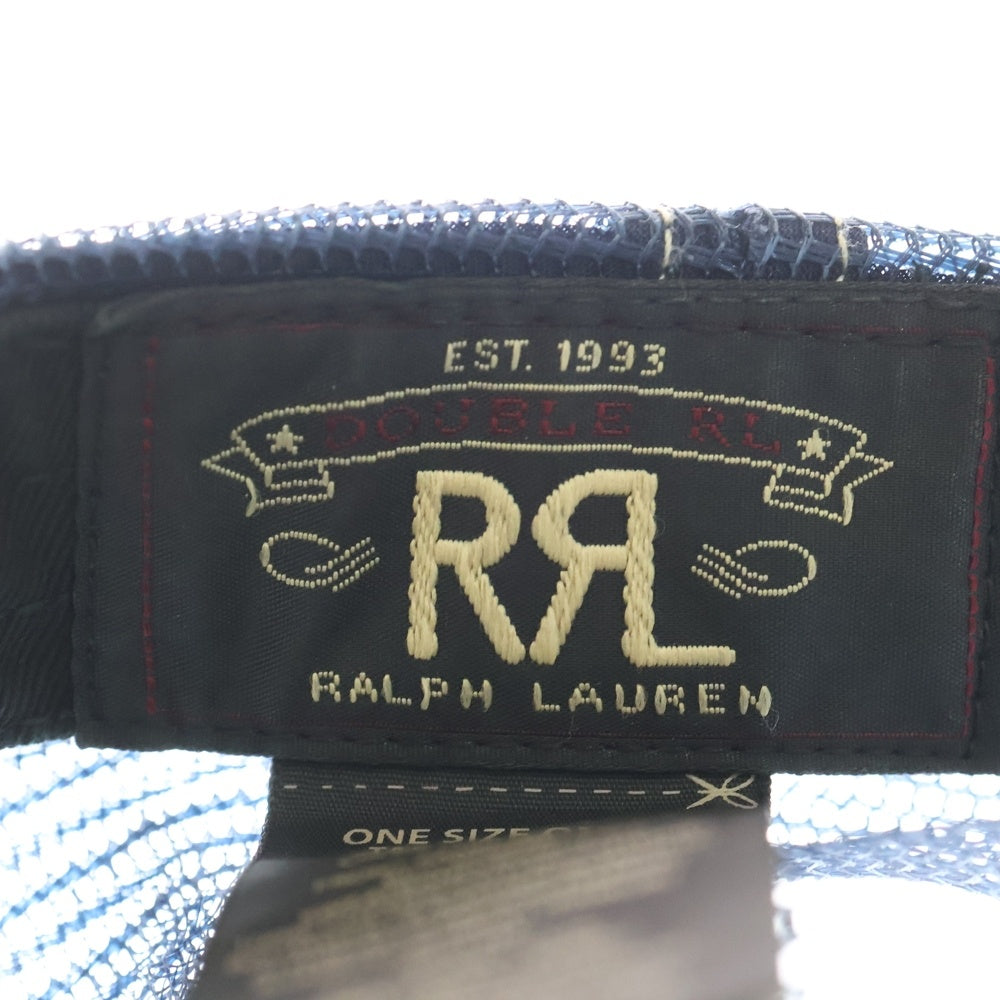 EST. 1993
DOUBLE RL
RRL
RALPH LAUREN
ONE SIZE